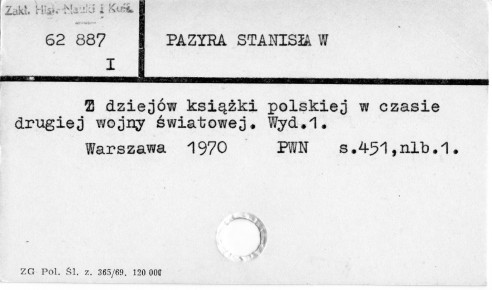 Zakł. Hist. Nauki i Kult.
62 887
I
PAZYRA STANISŁAW
Z dziejów książki polskiej w czasie
drugiej wojny światowej. Wyd.1.
Warszawa 1970 PWN s.451,nlb.1.
ZG Pol. Śl. z. 365/69. 120 000